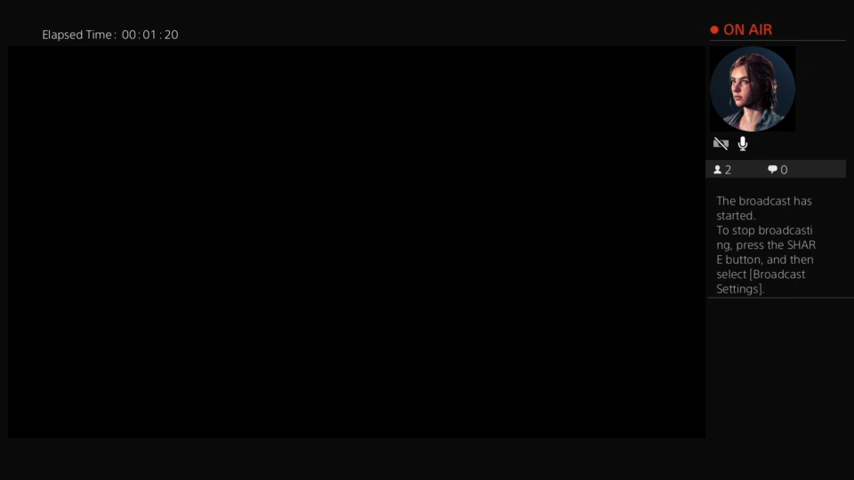 Elapsed Time: 00:01:20
ON AIR
2 0
The broadcast has
started.
To stop broadcasti
ng, press the SHAR
E button, and then
select [Broadcast
Settings].